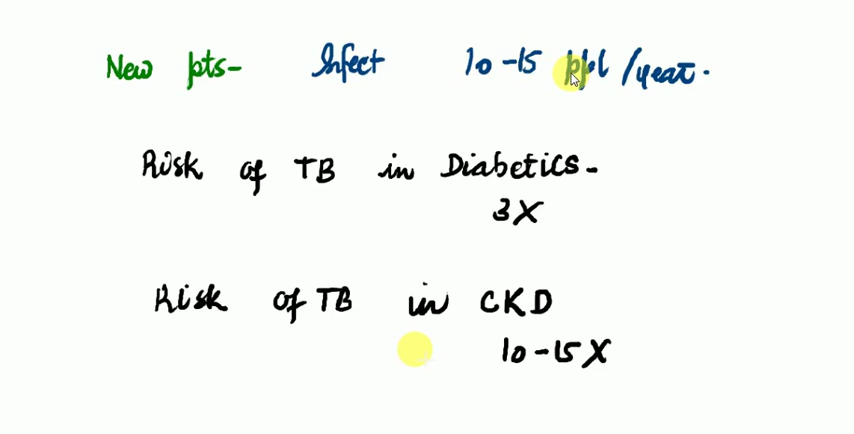 New pts- Infect 10-15 ppl/year.
Risk of TB in Diabetics-
3X
Risk of TB in CKD
10-15X